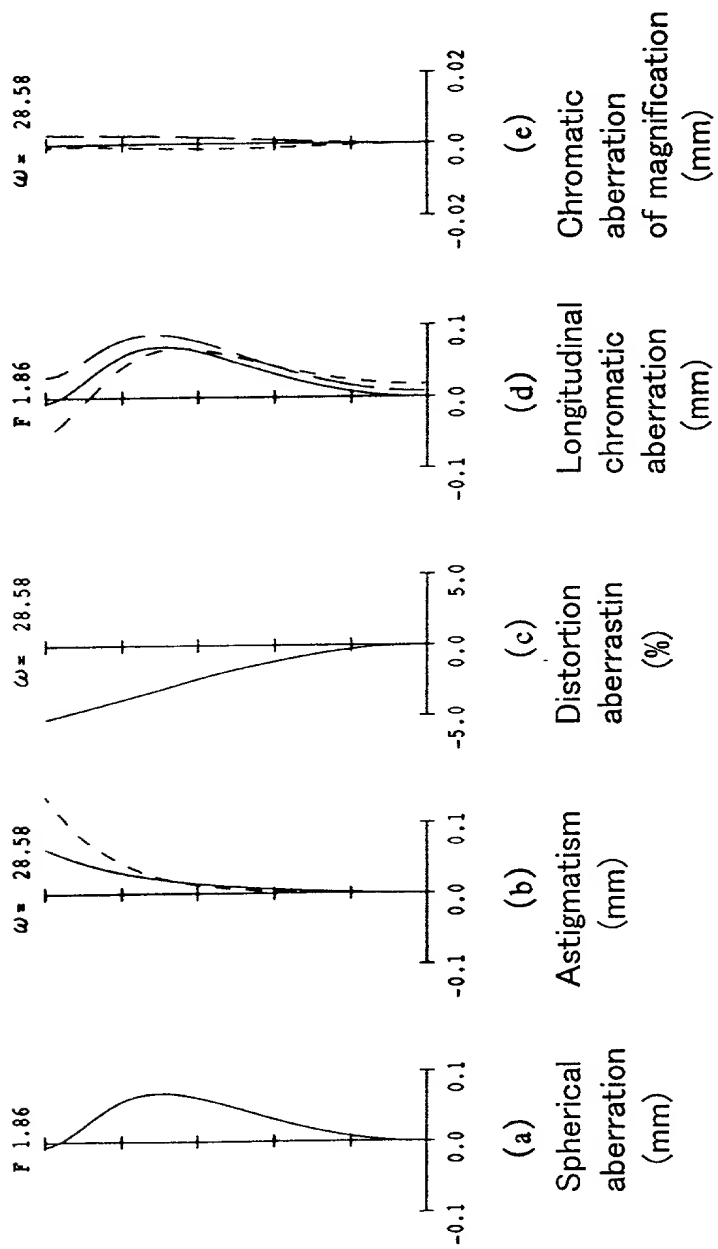 F 1.86
-0.1 0.0 0.1
(a)
Spherical
aberration
(mm)
ω= 28.58
-0.1 0.0 0.1
(b)
Astigmatism
(mm)
ω= 28.58
-5.0 0.0 5.0
(c)
Distortion
aberrastin
(%)
F 1.86
-0.1 0.0 0.1
(d)
Longitudinal
chromatic
aberration
(mm)
ω= 28.58
-0.02 0.0 0.02
(e)
Chromatic
aberration
of magnification
(mm)